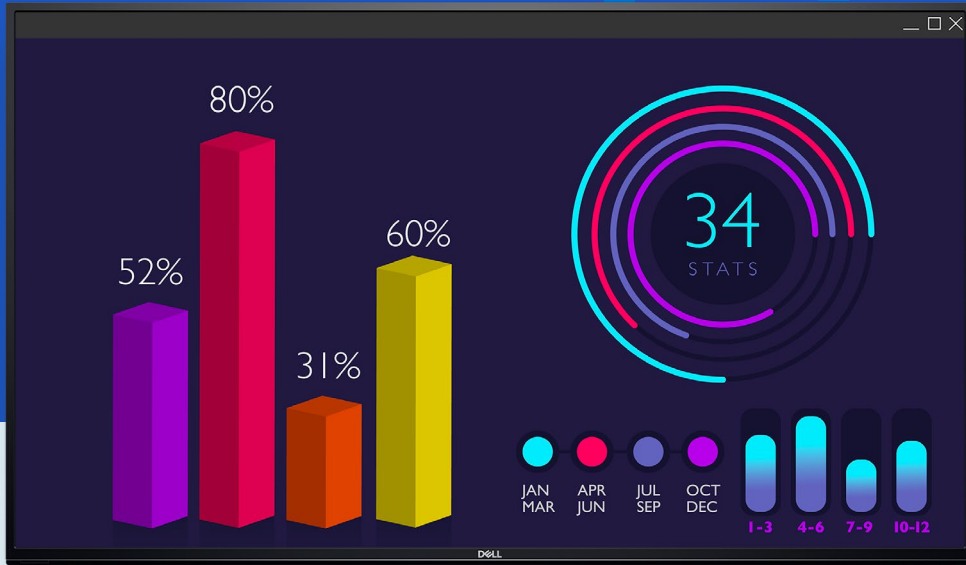 80%
52%
60%
31%
34
STATS
JAN
MAR
APR
JUN
JUL
SEP
OCT
DEC
1-3
4-6
7-9
10-12
DELL